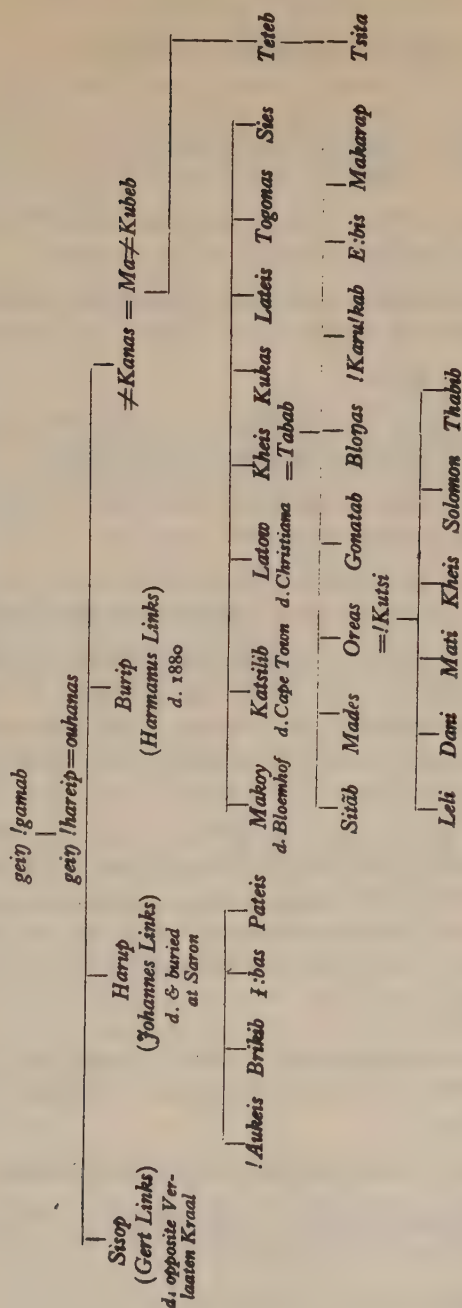 geiŋ !gamab
geiŋ !hareip=ouhanas
Sisop
(Gert Links)
d. opposite Ver-
laaten Kraal
Harup
(Johannes Links)
d. & buried
at Saron
Burip
(Harmanus Links)
d. 1880
≠Kanas = Ma≠Kubeb
!Aukeis Brikib I:bas Pateis
Makoy Katsilib Latow Kheis Kukas Lateis Togonas Sies Teteb
d. Bloemhof d. Cape Town d. Christiana =Tabab
Sitãb Mades Oreas Gonatab Bloŋas !Karu!kab E:bis Makarap Tsita
=!Kutsi
Leli Dani Mati Kheis Solomon Thabib